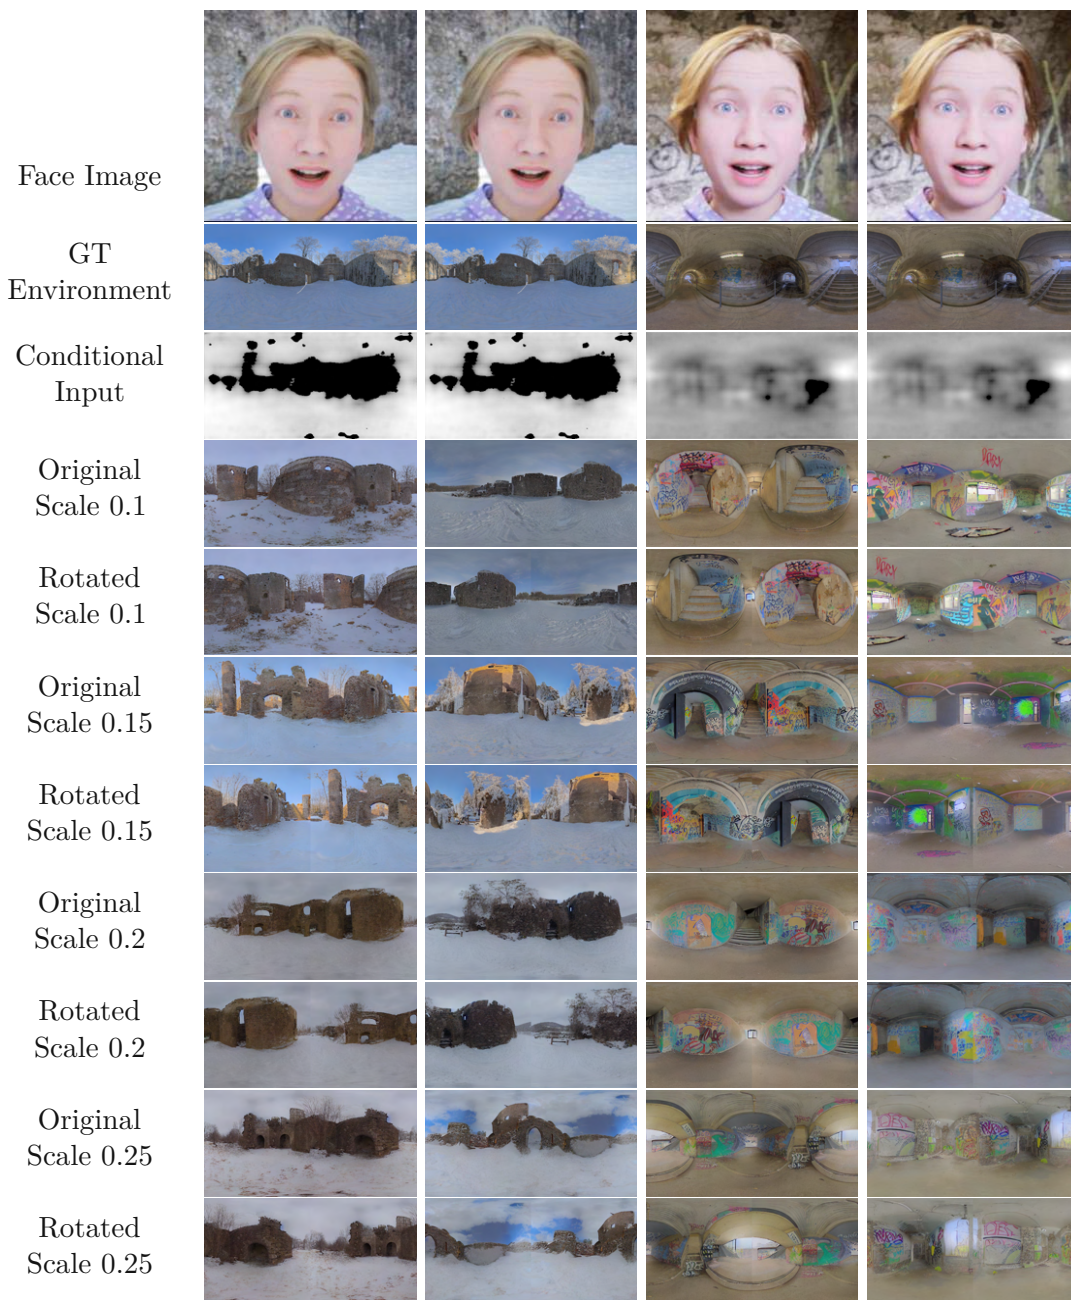 Face Image
GT
Environment
Conditional
Input
Original
Scale 0.1
Rotated
Scale 0.1
Original
Scale 0.15
Rotated
Scale 0.15
Original
Scale 0.2
Rotated
Scale 0.2
Original
Scale 0.25
Rotated
Scale 0.25